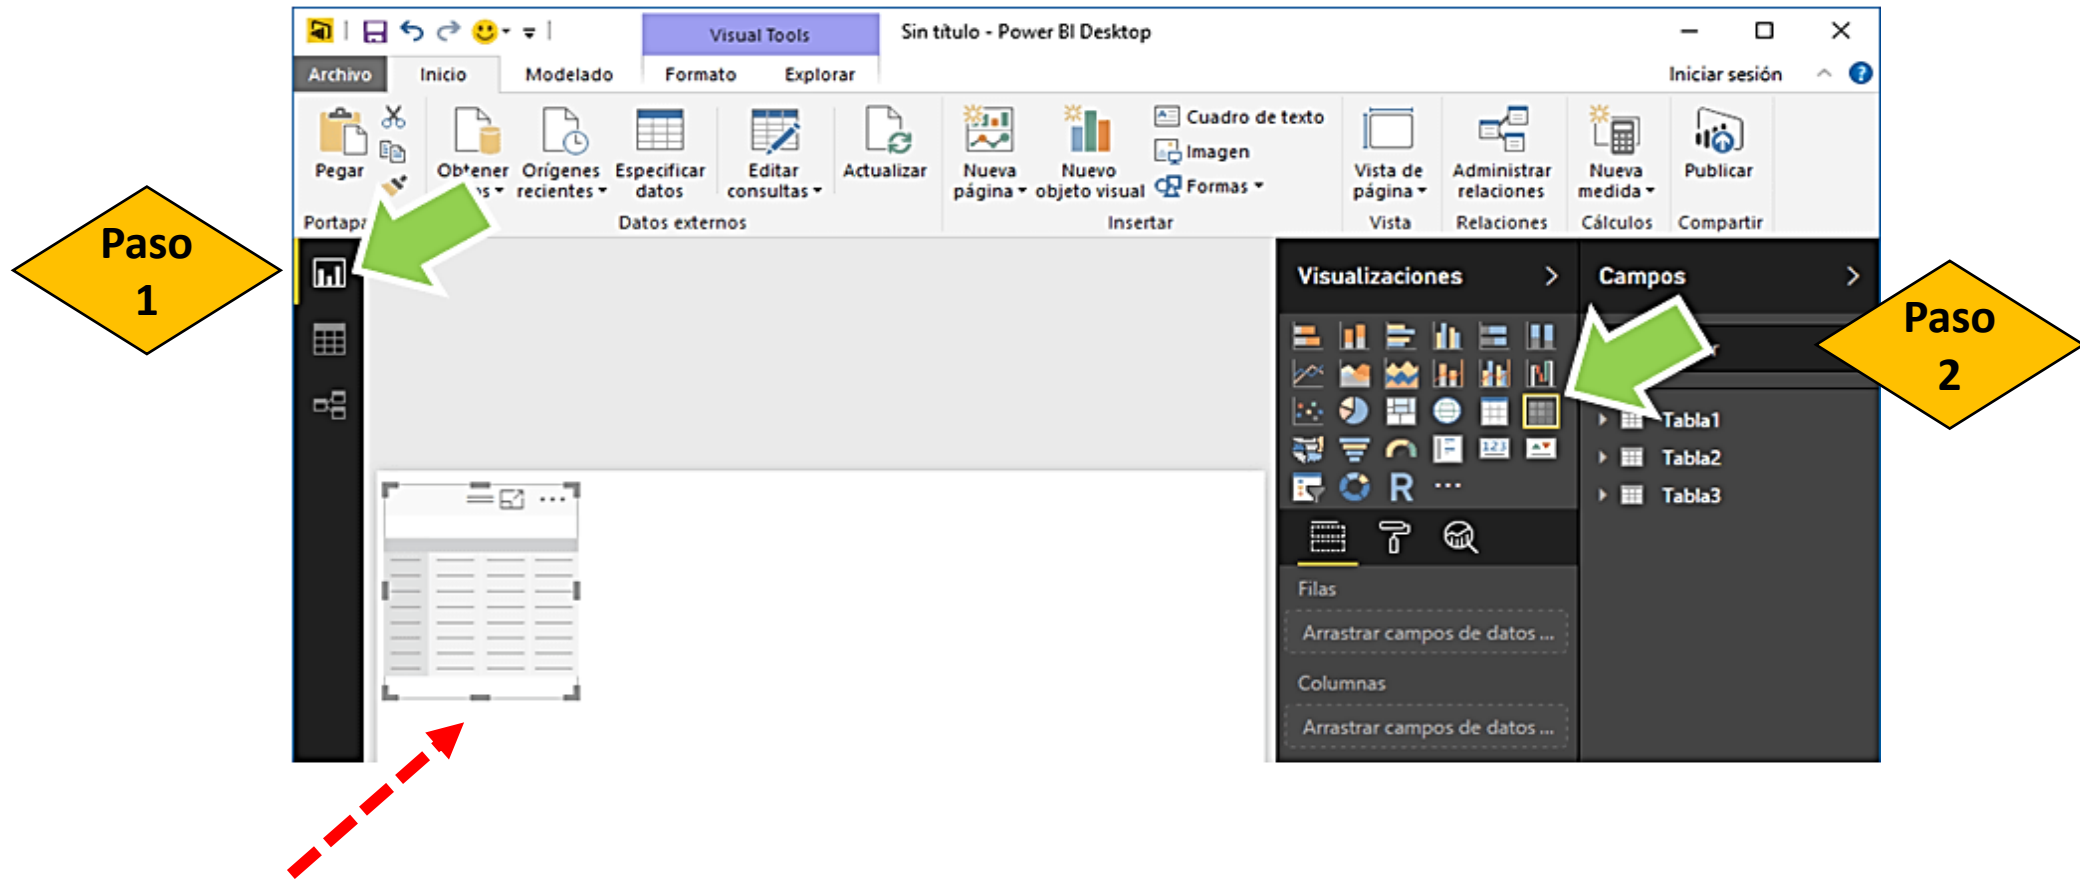 Visual Tools
Sin título - Power BI Desktop
Archivo Inicio Modelado Formato Explorar Iniciar sesión
Pegar
Obtener
Orígenes
recientes
Especificar
datos
Editar
consultas
Actualizar
Nueva
página
Nuevo
objeto visual
Cuadro de texto
Imagen
Formas
Vista de
página
Administrar
relaciones
Nueva
medida
Publicar
Datos externos Insertar Vista Relaciones Cálculos Compartir
Paso
1
Visualizaciones
Campos
Paso
2
123
R
Tabla1
Tabla2
Tabla3
Filas
Arrastrar campos de datos ...
Columnas
Arrastrar campos de datos ...